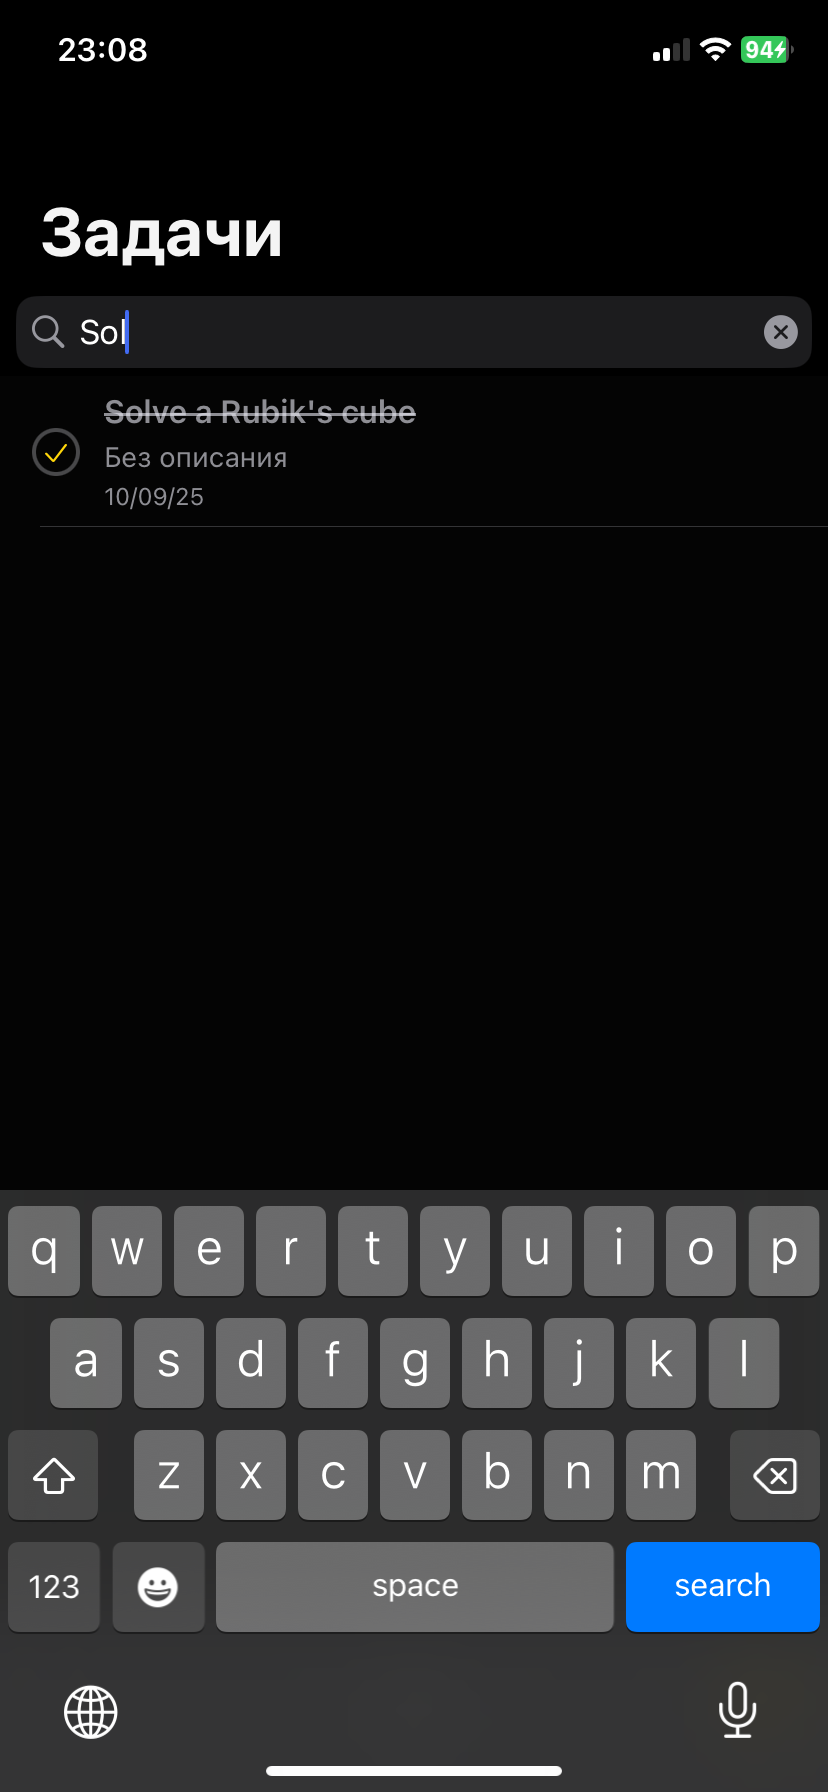 23:08
94
Задачи
Sol
Solve a Rubik's cube
Без описания
10/09/25
q w e r t y u i o p
a s d f g h j k l
z x c v b n m
123 space search